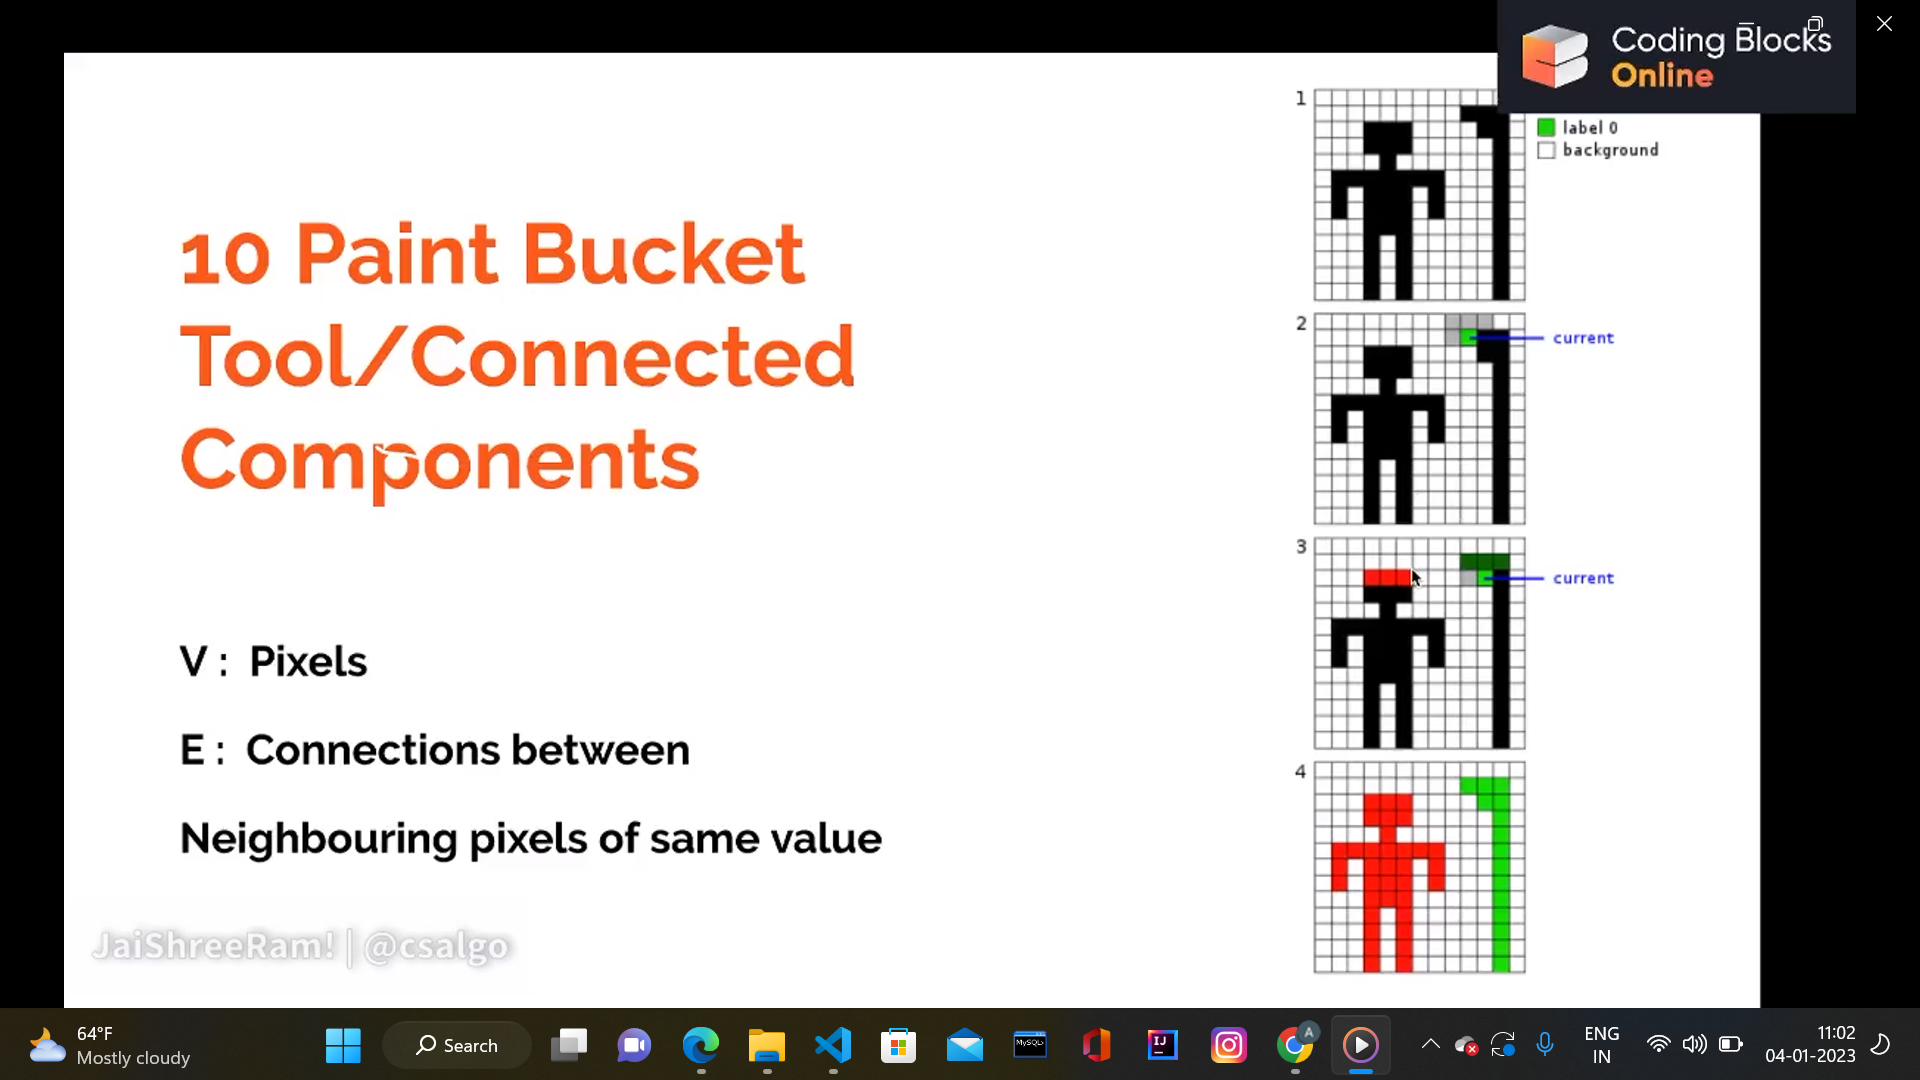 Coding Blocks
Online
1
label 0
background
10 Paint Bucket
Tool/Connected
Components
2
current
3
current
V : Pixels
E : Connections between
Neighbouring pixels of same value
4
JaiShreeRam! | @csalgo
64°F
Mostly cloudy
Search
MySQL
IJ
A
ENG
IN
11:02
04-01-2023